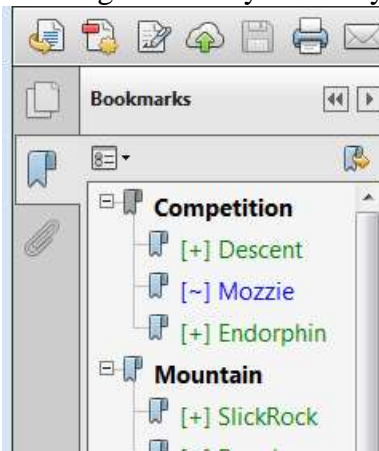 Bookmarks
Competition
[+] Descent
[~] Mozzie
[+] Endorphin
Mountain
[+] SlickRock